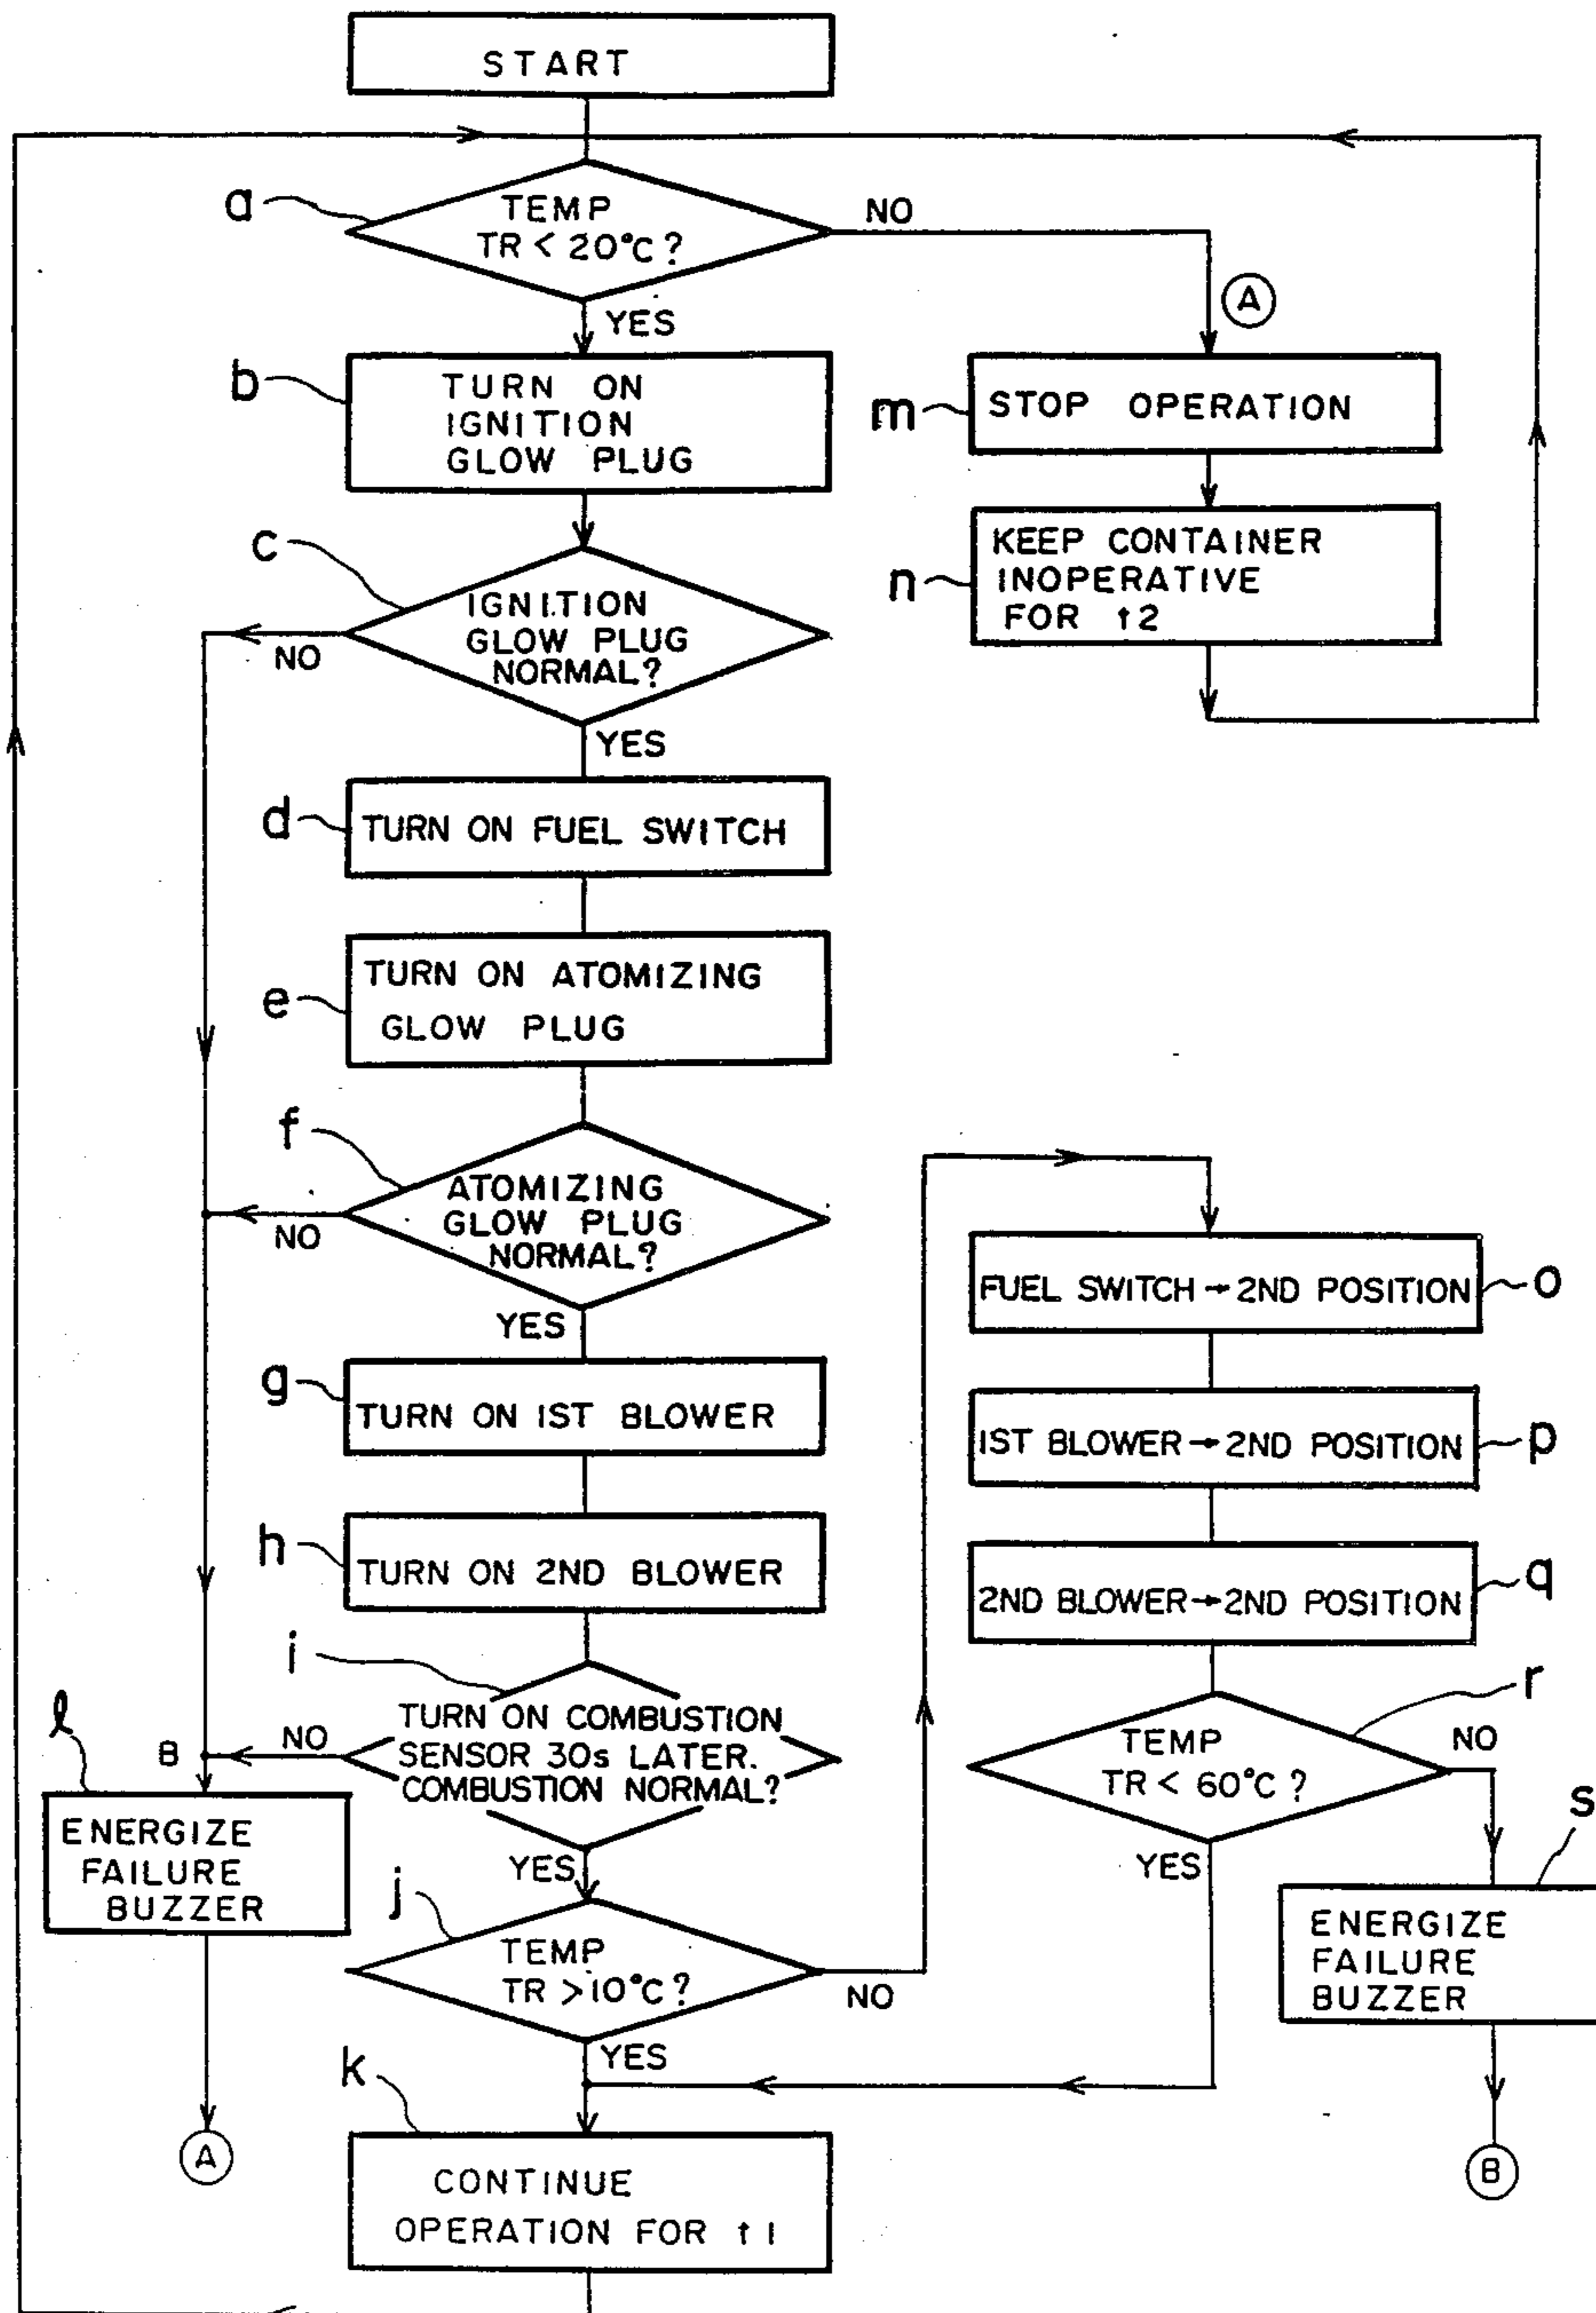 START
a
TEMP
TR < 20°C?
NO
YES
A
b
TURN ON
IGNITION
GLOW PLUG
m
STOP OPERATION
c
IGNITION
GLOW PLUG
NORMAL?
NO
YES
n
KEEP CONTAINER
INOPERATIVE
FOR t2
d
TURN ON FUEL SWITCH
e
TURN ON ATOMIZING
GLOW PLUG
f
ATOMIZING
GLOW PLUG
NORMAL?
NO
YES
g
TURN ON 1ST BLOWER
h
TURN ON 2ND BLOWER
i
TURN ON COMBUSTION
SENSOR 30s LATER.
COMBUSTION NORMAL?
NO
B
YES
l
ENERGIZE
FAILURE
BUZZER
A
j
TEMP
TR >10°C?
NO
YES
k
CONTINUE
OPERATION FOR t1
FUEL SWITCH→2ND POSITION
o
1ST BLOWER→2ND POSITION
p
2ND BLOWER→2ND POSITION
q
r
TEMP
TR < 60°C?
NO
YES
s
ENERGIZE
FAILURE
BUZZER
B